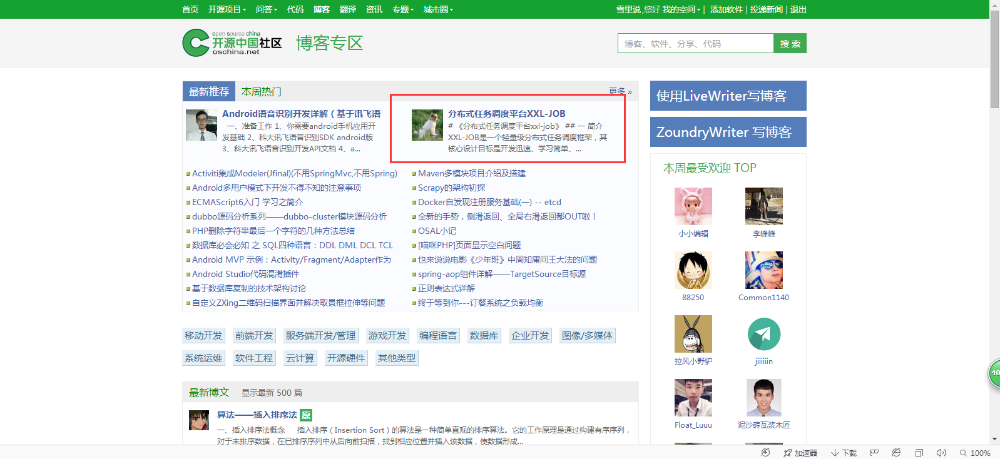 首页 开源项目 问答 代码 博客 翻译 资讯 专题 城市圈 雪里说 ,您好 我的空间 | 添加软件 | 投递新闻 | 退出
open source china
开源中国社区
oschina.net
博客专区
博客、软件、分享、代码 搜 索
最新推荐 本周热门 更多 »
Android语音识别开发详解（基于讯飞语
一、准备工作 1、你需要android手机应用开
发基础 2、科大讯飞语音识别SDK android版
3、科大讯飞语音识别开发API文档 4、a...
分布式任务调度平台XXL-JOB
# 《分布式任务调度平台xxl-job》 ## 一 简介
XXL-JOB是一个轻量级分布式任务调度框架，其
核心设计目标是开发迅速、学习简单、...
Activiti集成Modeler(Jfinal)(不用SpringMvc,不用Spring)
Android多用户模式下开发不得不知的注意事项
ECMAScript6入门 学习之简介
dubbo源码分析系列——dubbo-cluster模块源码分析
PHP删除字符串最后一个字符的几种方法总结
数据库必会必知 之 SQL四种语言：DDL DML DCL TCL
Android MVP 示例：Activity/Fragment/Adapter作为
Android Studio代码混淆插件
基于数据库复制的技术架构讨论
自定义ZXing二维码扫描界面并解决取景框拉伸等问题
Maven多模块项目介绍及搭建
Scrapy的架构初探
Docker自发现注册服务基础(一) -- etcd
全新的手势，侧滑返回、全局右滑返回都OUT啦！
OSAL小记
[喵咪PHP]页面显示空白问题
也来说说电影《少年班》中周知庸问王大法的问题
spring-aop组件详解——TargetSource目标源
正则表达式详解
终于等到你---订餐系统之负载均衡
移动开发 前端开发 服务端开发/管理 游戏开发 编程语言 数据库 企业开发 图像/多媒体
系统运维 软件工程 云计算 开源硬件 其他类型
最新博文 显示最新 500 篇
算法——插入排序法 原
一、插入排序法概念 插入排序（Insertion Sort）的算法是一种简单直观的排序算法。它的工作原理是通过构建有序序列，
对于未排序数据，在已排序序列中从后向前扫描，找到相应位置并插入该数据，使数据形成...
使用LiveWriter写博客
ZoundryWriter 写博客
本周最受欢迎 TOP
小小编辑 李峰峰
88250 Common1140
拉风小野驴 jiiiiiin
Float_Luuu 泥沙砖瓦浆木匠
40
加速器 下载 100%